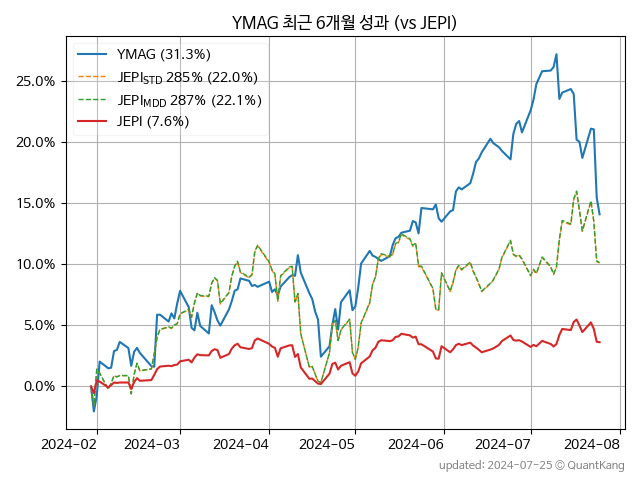 YMAG 최근 6개월 성과 (vs JEPI)
YMAG (31.3%)
JEPI_STD 285% (22.0%)
JEPI_MDD 287% (22.1%)
JEPI (7.6%)
25.0%
20.0%
15.0%
10.0%
5.0%
0.0%
2024-02 2024-03 2024-04 2024-05 2024-06 2024-07 2024-08
updated: 2024-07-25 © QuantKang